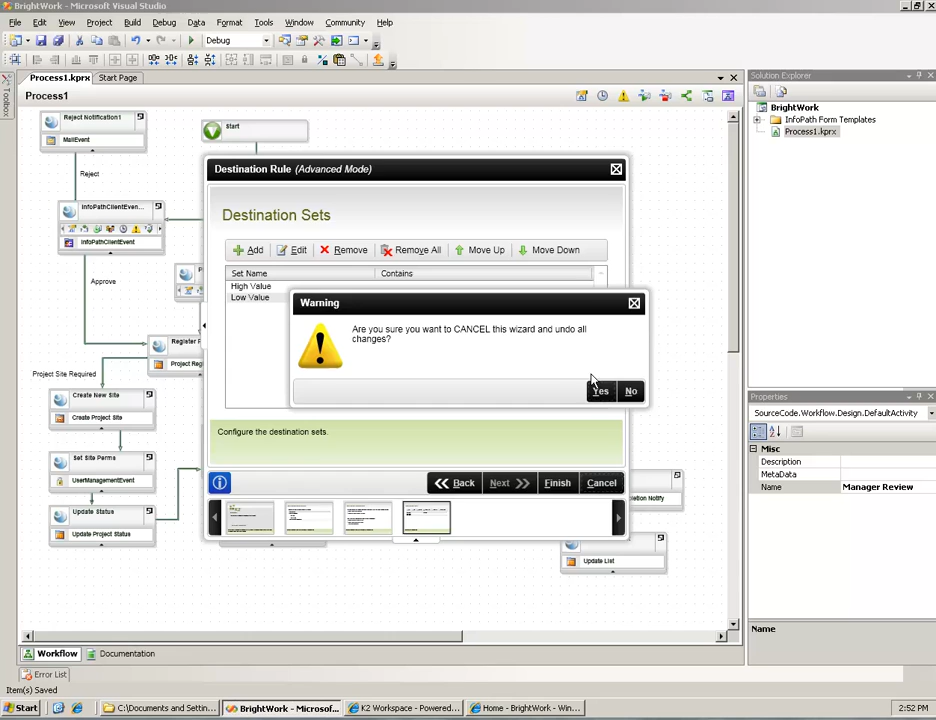 BrightWork - Microsoft Visual Studio
File Edit View Project Build Debug Data Format Tools Window Community Help
Debug
Process1.kprx Start Page
Process1
Toolbox
Reject Notification1
MailEvent
Start
Reject
InfoPathClientEven...
InfoPathClientEvent
Approve
Register P
Project Reg
Project Site Required
Create New Site
Create Project Site
Set Site Perms
UserManagementEvent
Update Status
Update Project Status
Destination Rule (Advanced Mode)
Destination Sets
Add Edit Remove Remove All Move Up Move Down
Set Name Contains
High Value
Low Value
Warning
Are you sure you want to CANCEL this wizard and undo all
changes?
Yes No
Configure the destination sets.
Back Next Finish Cancel
Update List
Solution Explorer
BrightWork
InfoPath Form Templates
Process1.kprx
Properties
SourceCode.Workflow.Design.DefaultActivity
Misc
Description
MetaData
Name Manager Review
Name
Workflow Documentation
Error List
Item(s) Saved
Start C:\Documents and Settin... BrightWork - Microsof... K2 Workspace - Powered... Home - BrightWork - Win... 2:52 PM